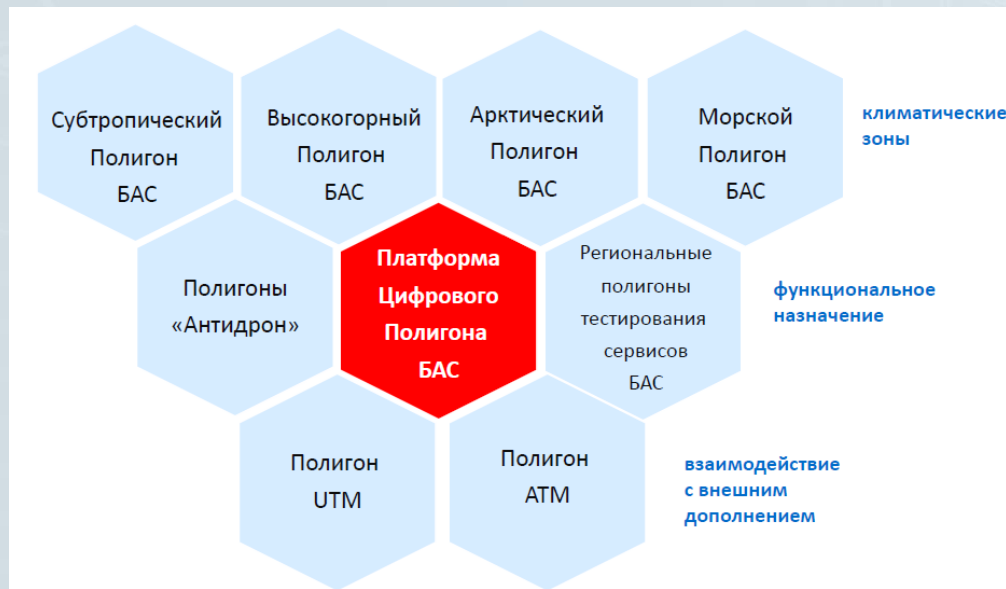 Субтропический
Полигон
БАС
Высокогорный
Полигон
БАС
Арктический
Полигон
БАС
Морской
Полигон
БАС
климатические
зоны
Полигоны
«Антидрон»
Платформа
Цифрового
Полигона
БАС
Региональные
полигоны
тестирования
сервисов
БАС
функциональное
назначение
Полигон
UTM
Полигон
АТМ
взаимодействие
с внешним
дополнением